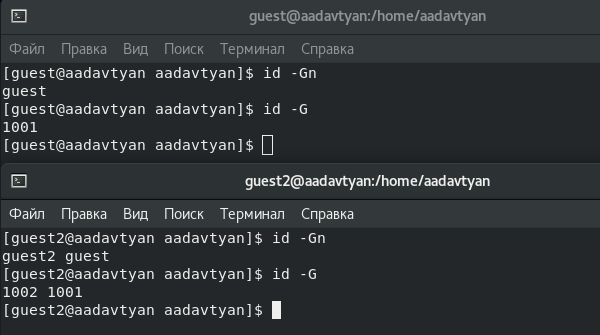 guest@aadavtyan:/home/aadavtyan
Файл Правка Вид Поиск Терминал Справка
[guest@aadavtyan aadavtyan]$ id -Gn
guest
[guest@aadavtyan aadavtyan]$ id -G
1001
[guest@aadavtyan aadavtyan]$
guest2@aadavtyan:/home/aadavtyan
Файл Правка Вид Поиск Терминал Справка
[guest2@aadavtyan aadavtyan]$ id -Gn
guest2 guest
[guest2@aadavtyan aadavtyan]$ id -G
1002 1001
[guest2@aadavtyan aadavtyan]$